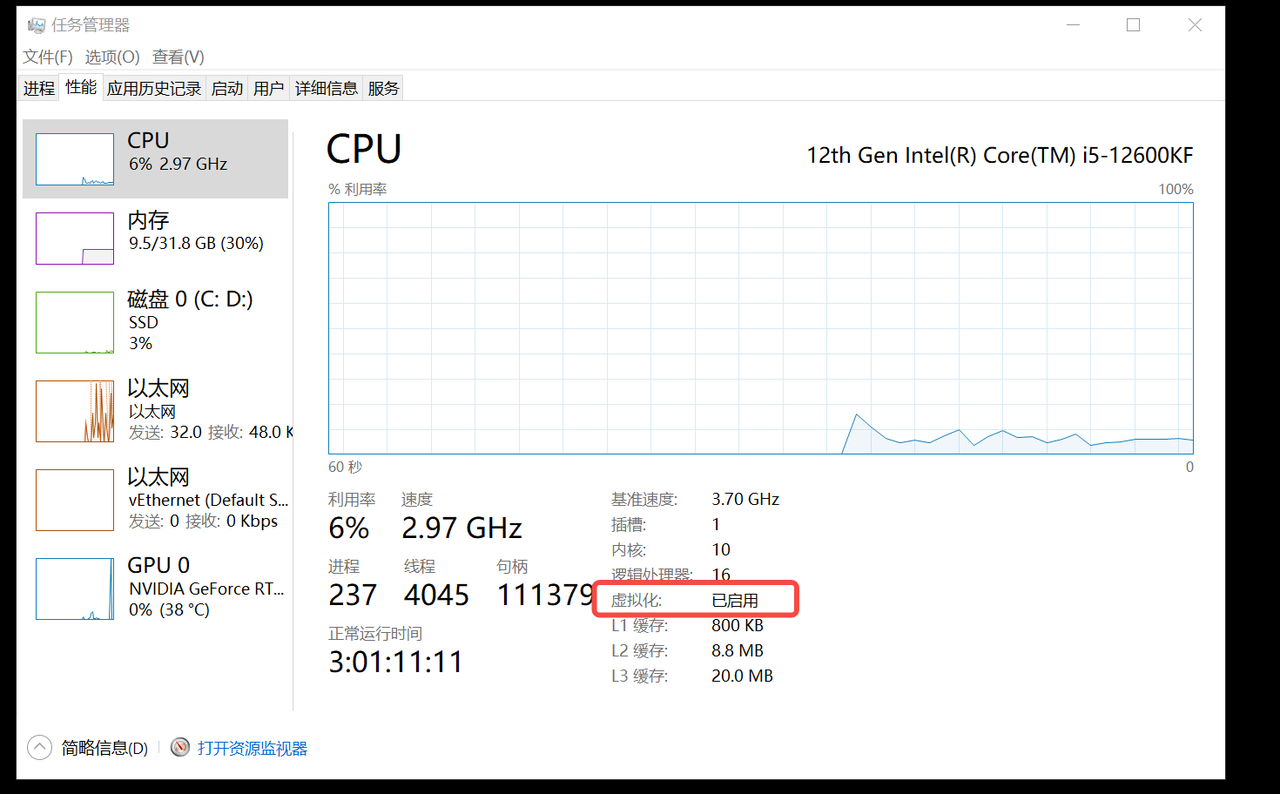 任务管理器
文件(F) 选项(O) 查看(V)
进程 性能 应用历史记录 启动 用户 详细信息 服务
CPU
6% 2.97 GHz
内存
9.5/31.8 GB (30%)
磁盘 0 (C: D:)
SSD
3%
以太网
以太网
发送: 32.0 接收: 48.0 K
以太网
vEthernet (Default S...
发送: 0 接收: 0 Kbps
GPU 0
NVIDIA GeForce RT...
0% (38 °C)
CPU
12th Gen Intel(R) Core(TM) i5-12600KF
% 利用率 100%
60 秒 0
利用率 速度
6% 2.97 GHz
进程 线程 句柄
237 4045 111379
正常运行时间
3:01:11:11
基准速度: 3.70 GHz
插槽: 1
内核: 10
逻辑处理器: 16
虚拟化: 已启用
L1 缓存: 800 KB
L2 缓存: 8.8 MB
L3 缓存: 20.0 MB
简略信息(D) 打开资源监视器